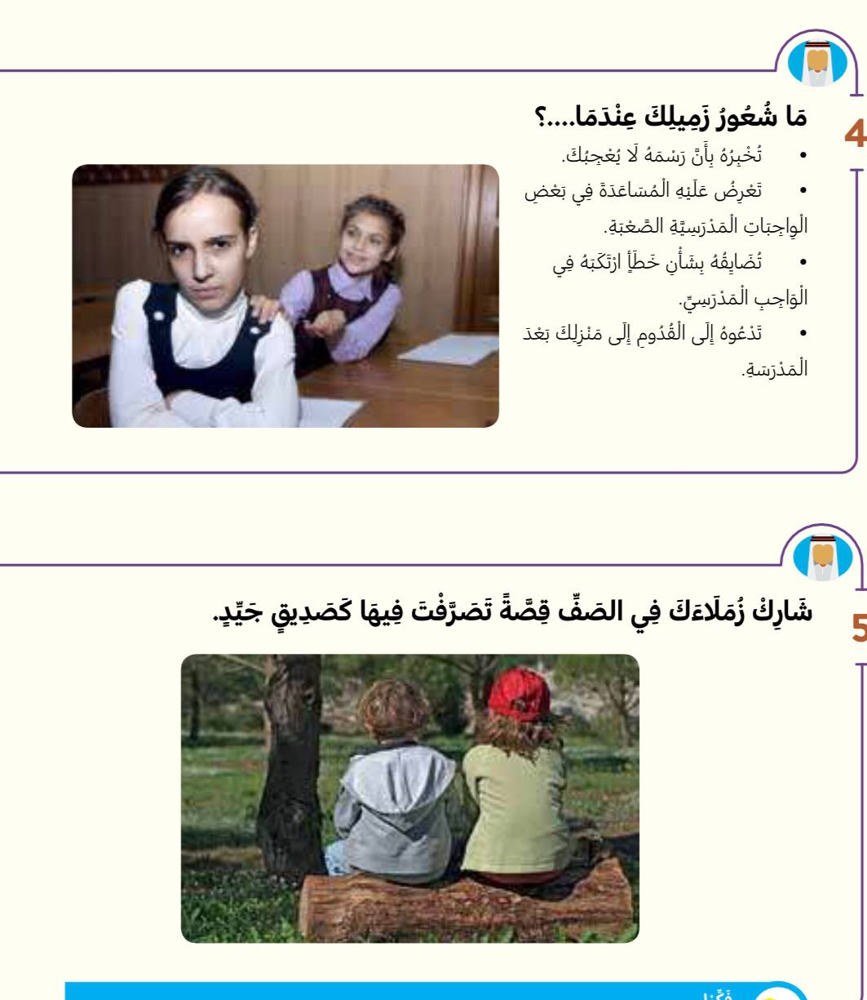 4
مَا شُعُورُ زَمِيلِكَ عِنْدَمَا....؟
• تُخْبِرُهُ بِأَنَّ رَسْمَهُ لَا يُعْجِبُكَ.
• تَعْرِضُ عَلَيْهِ الْمُسَاعَدَةَ فِي بَعْضِ
الْوِاجِبَاتِ الْمَدْرَسِيَّةِ الصَّعْبَةِ.
• تُضَايِقُهُ بِشَأْنِ خَطَأٍ ارْتَكَبَهُ فِي
الْوَاجِبِ الْمَدْرَسِيِّ.
• تَدْعُوهُ إِلَى الْقُدُومِ إِلَى مَنْزِلِكَ بَعْدَ
الْمَدْرَسَةِ.
5
شَارِكْ زُمَلَاءَكَ فِي الصَفِّ قِصَّةً تَصَرَّفْتَ فِيهَا كَصَدِيقٍ جَيِّدٍ.